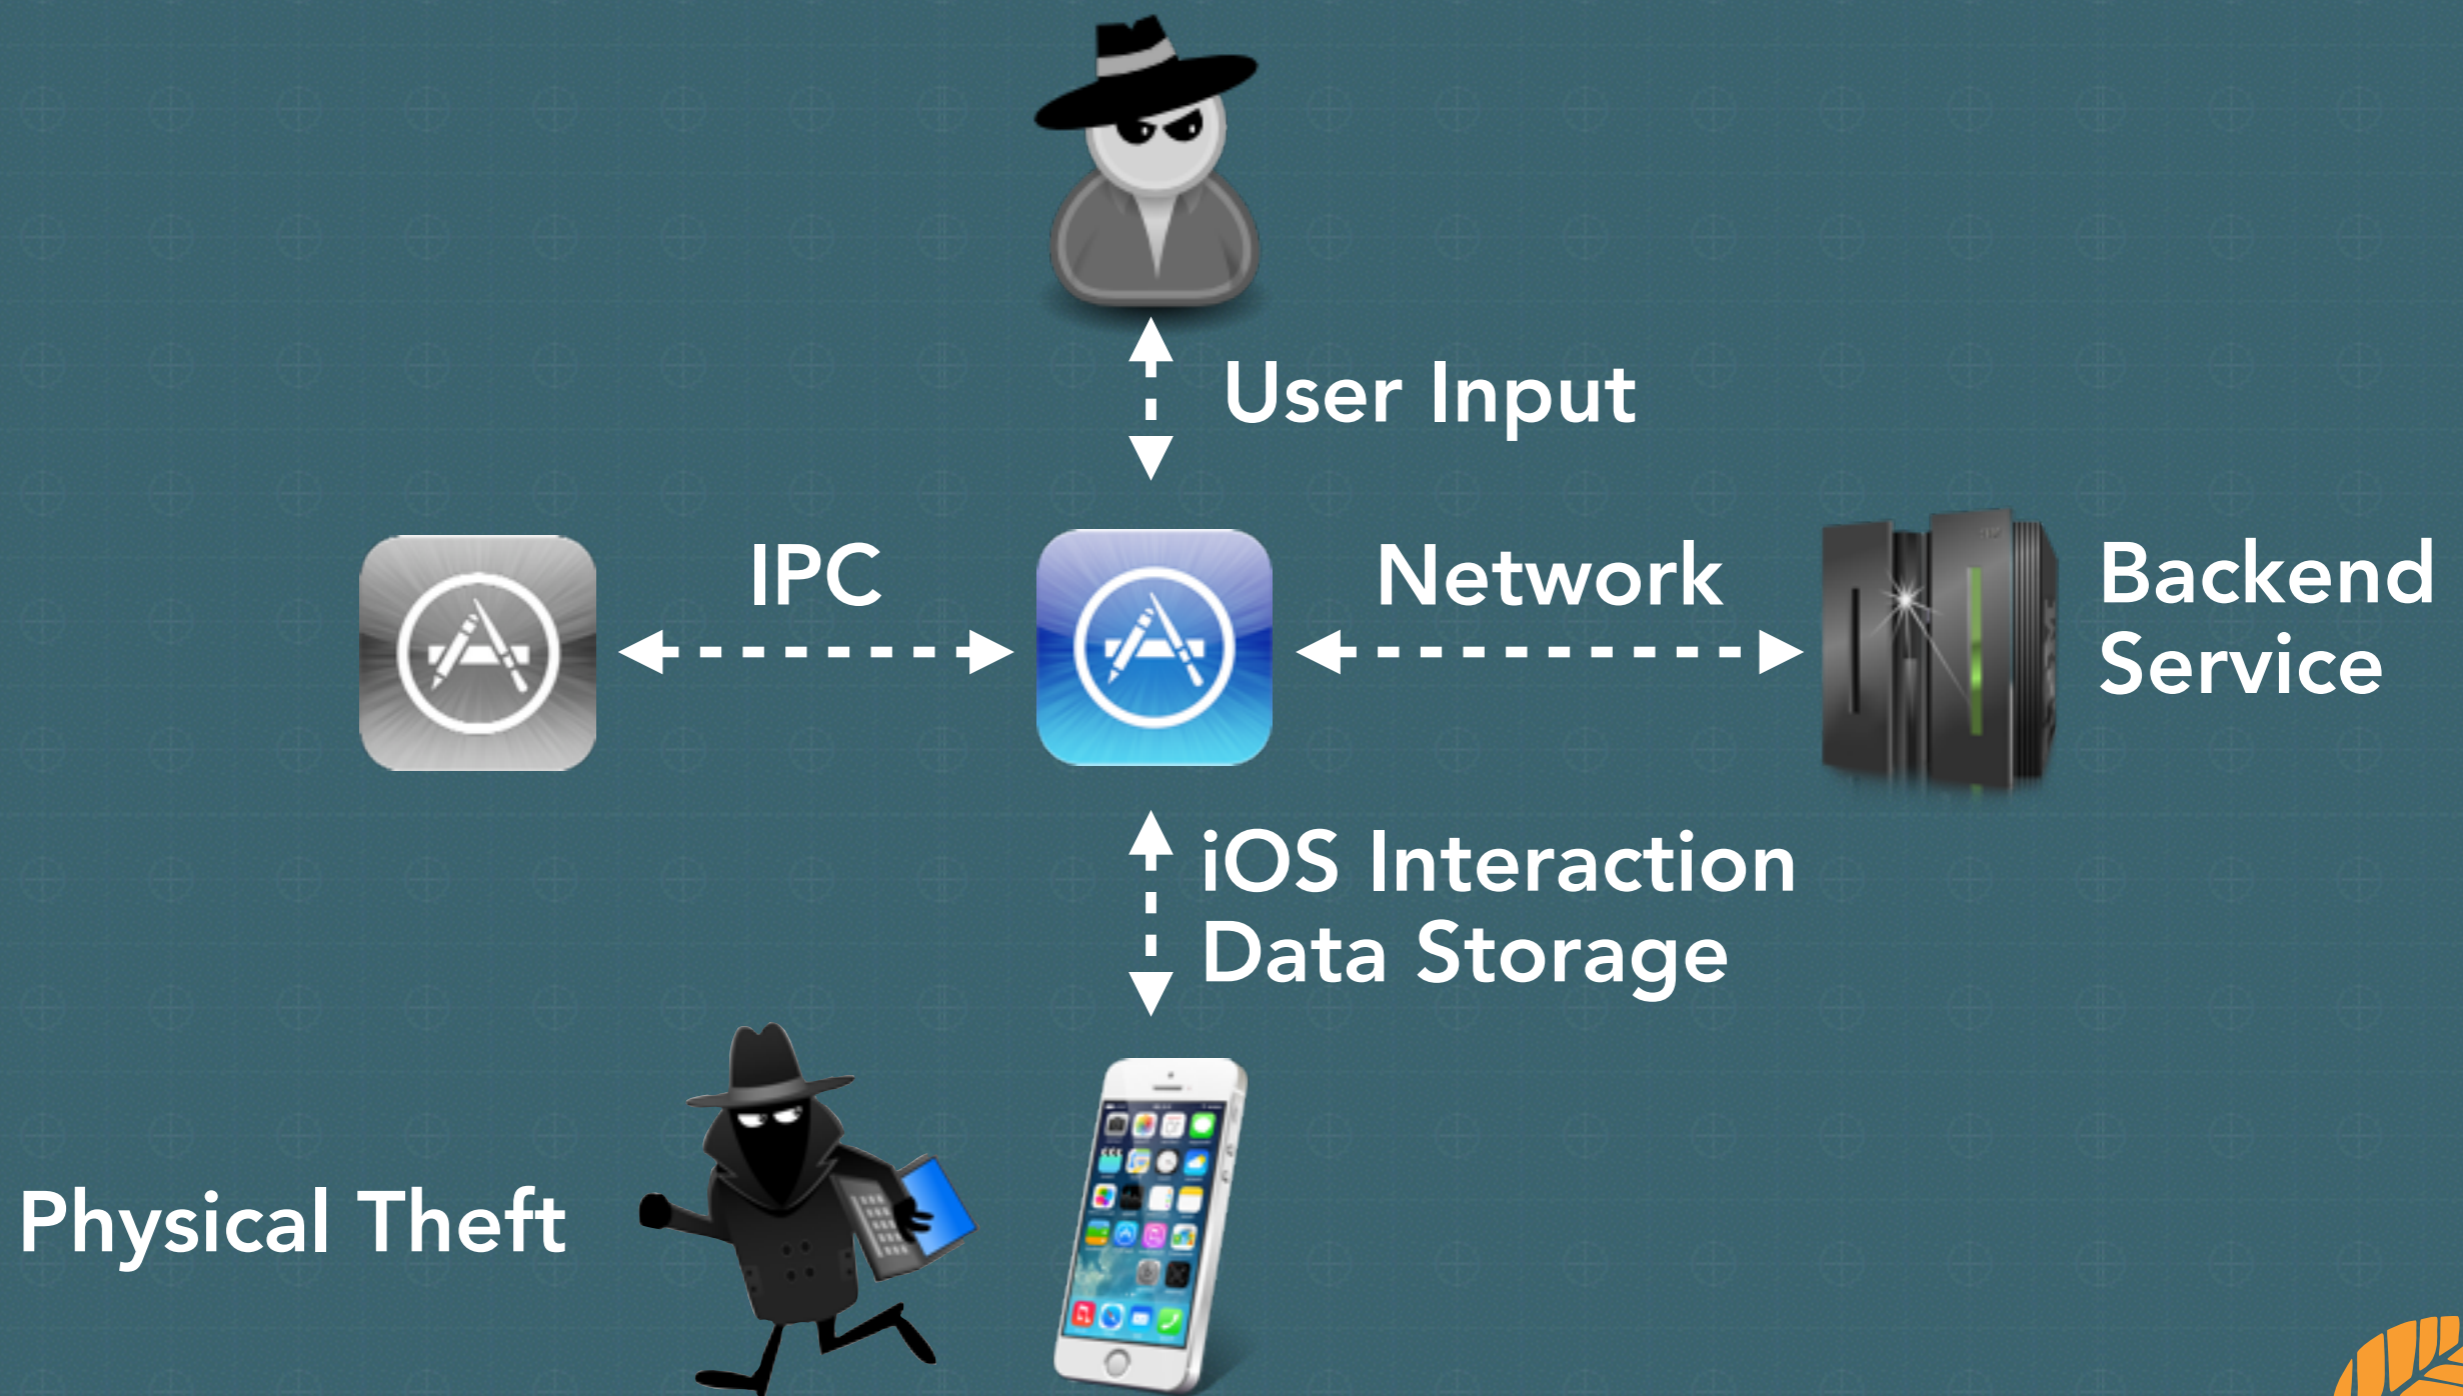 User Input
IPC
Network
Backend
Service
iOS Interaction
Data Storage
Physical Theft